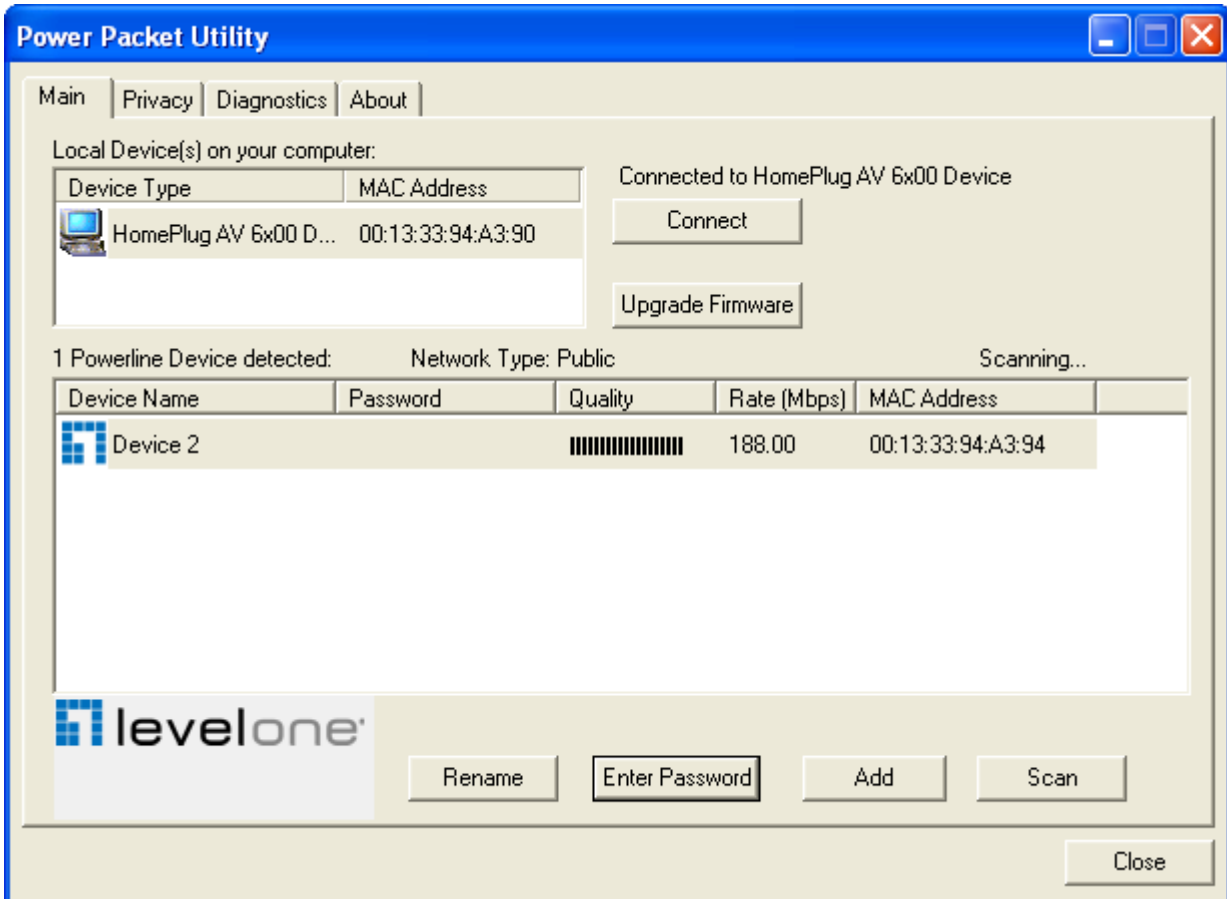 Power Packet Utility
Main Privacy Diagnostics About
Local Device(s) on your computer:
Device Type MAC Address
HomePlug AV 6x00 D... 00:13:33:94:A3:90
Connected to HomePlug AV 6x00 Device
Connect
Upgrade Firmware
1 Powerline Device detected: Network Type: Public Scanning...
Device Name Password Quality Rate (Mbps) MAC Address
Device 2 188.00 00:13:33:94:A3:94
levelone
Rename Enter Password Add Scan
Close